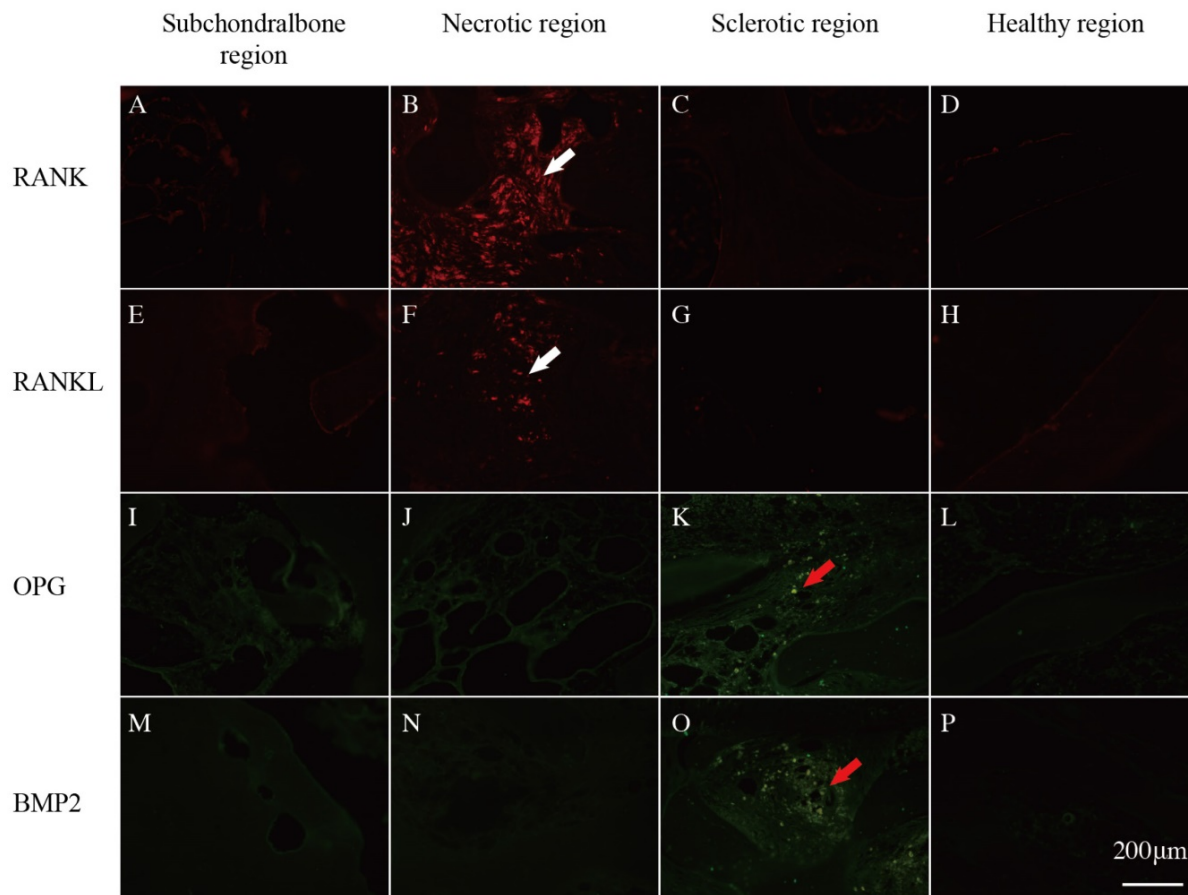 Subchondralbone
region
Necrotic region
Sclerotic region
Healthy region
RANK
A
B
C
D
RANKL
E
F
G
H
OPG
I
J
K
L
BMP2
M
N
O
P
200μm